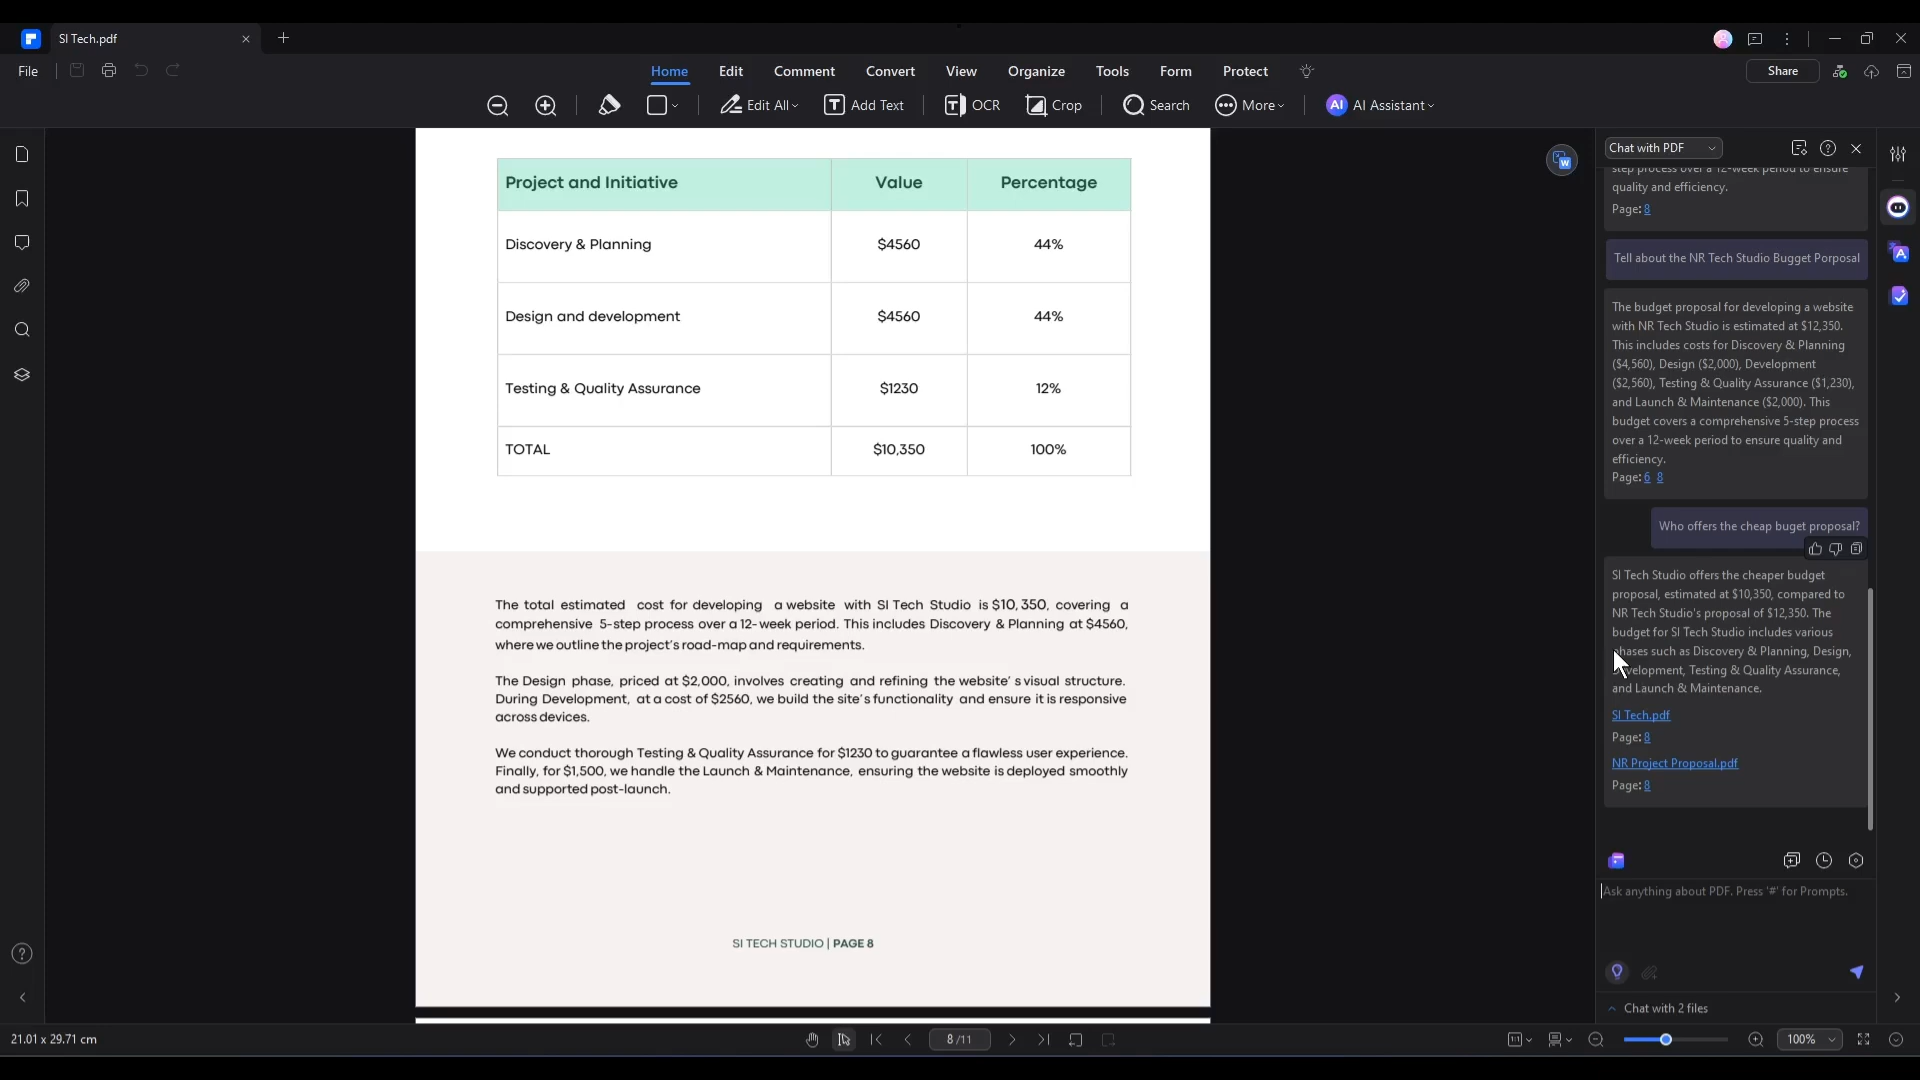 SI Tech.pdf
File
Home Edit Comment Convert View Organize Tools Form Protect
Share
Edit All Add Text OCR Crop Search More AI AI Assistant
Project and Initiative Value Percentage
Discovery & Planning $4560 44%
Design and development $4560 44%
Testing & Quality Assurance $1230 12%
TOTAL $10,350 100%
The total estimated cost for developing a website with SI Tech Studio is $10, 350, covering a
comprehensive 5-step process over a 12-week period. This includes Discovery & Planning at $4560,
where we outline the project's road-map and requirements.
The Design phase, priced at $2,000, involves creating and refining the website' s visual structure.
During Development, at a cost of $2560, we build the site's functionality and ensure it is responsive
across devices.
We conduct thorough Testing & Quality Assurance for $1230 to guarantee a flawless user experience.
Finally, for $1,500, we handle the Launch & Maintenance, ensuring the website is deployed smoothly
and supported post-launch.
SI TECH STUDIO | PAGE 8
Chat with PDF
step process over a 12-week period to ensure
quality and efficiency.
Page: 8
Tell about the NR Tech Studio Bugget Porposal
The budget proposal for developing a website
with NR Tech Studio is estimated at $12,350.
This includes costs for Discovery & Planning
($4,560), Design ($2,000), Development
($2,560), Testing & Quality Assurance ($1,230),
and Launch & Maintenance ($2,000). This
budget covers a comprehensive 5-step process
over a 12-week period to ensure quality and
efficiency.
Page: 6 8
Who offers the cheap buget proposal?
SI Tech Studio offers the cheaper budget
proposal, estimated at $10,350, compared to
NR Tech Studio's proposal of $12,350. The
budget for SI Tech Studio includes various
phases such as Discovery & Planning, Design,
Development, Testing & Quality Assurance,
and Launch & Maintenance.
SI Tech.pdf
Page: 8
NR Project Proposal.pdf
Page: 8
Ask anything about PDF. Press '#' for Prompts.
Chat with 2 files
21.01 x 29.71 cm
8 /11
100%